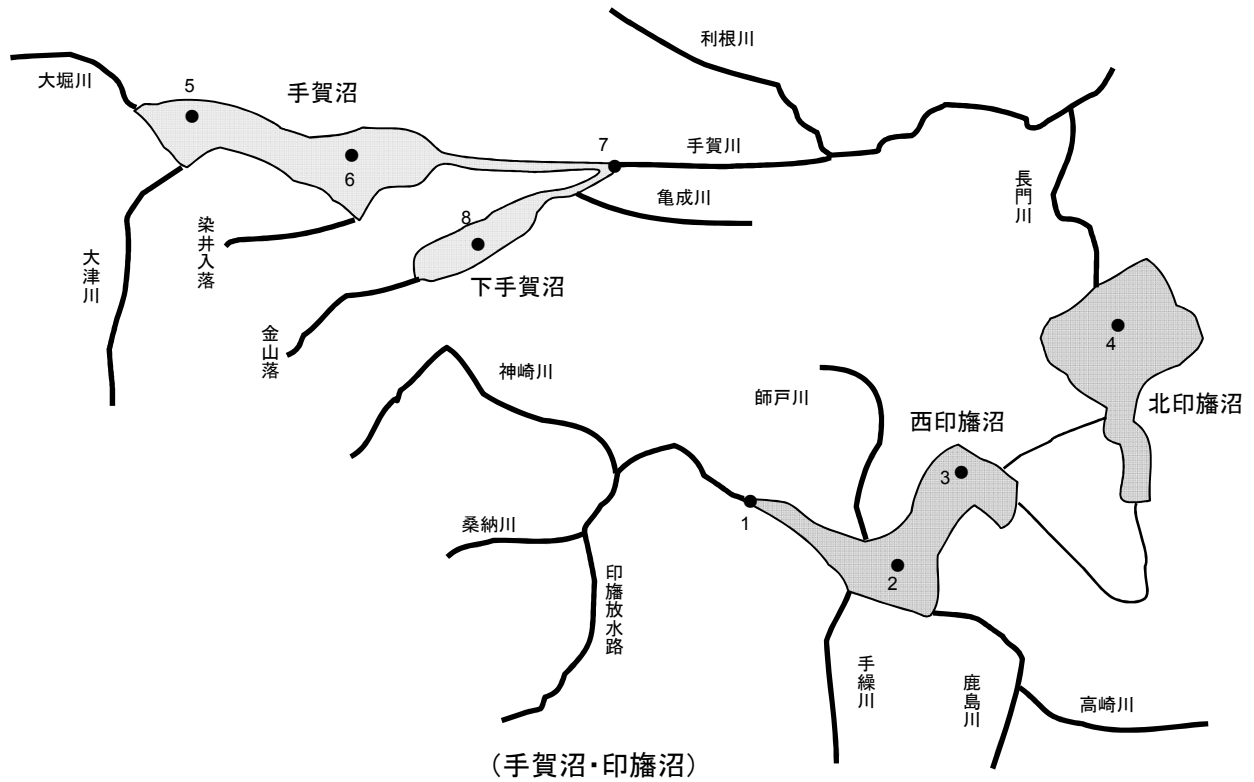 利根川
大堀川
5
手賀沼
7
手賀川
6
亀成川
長門川
8
染井入落
大津川
下手賀沼
金山落
4
神崎川
師戸川
北印旛沼
西印旛沼
3
1
桑納川
2
印旛放水路
手繰川
鹿島川
高崎川
（手賀沼・印旛沼）